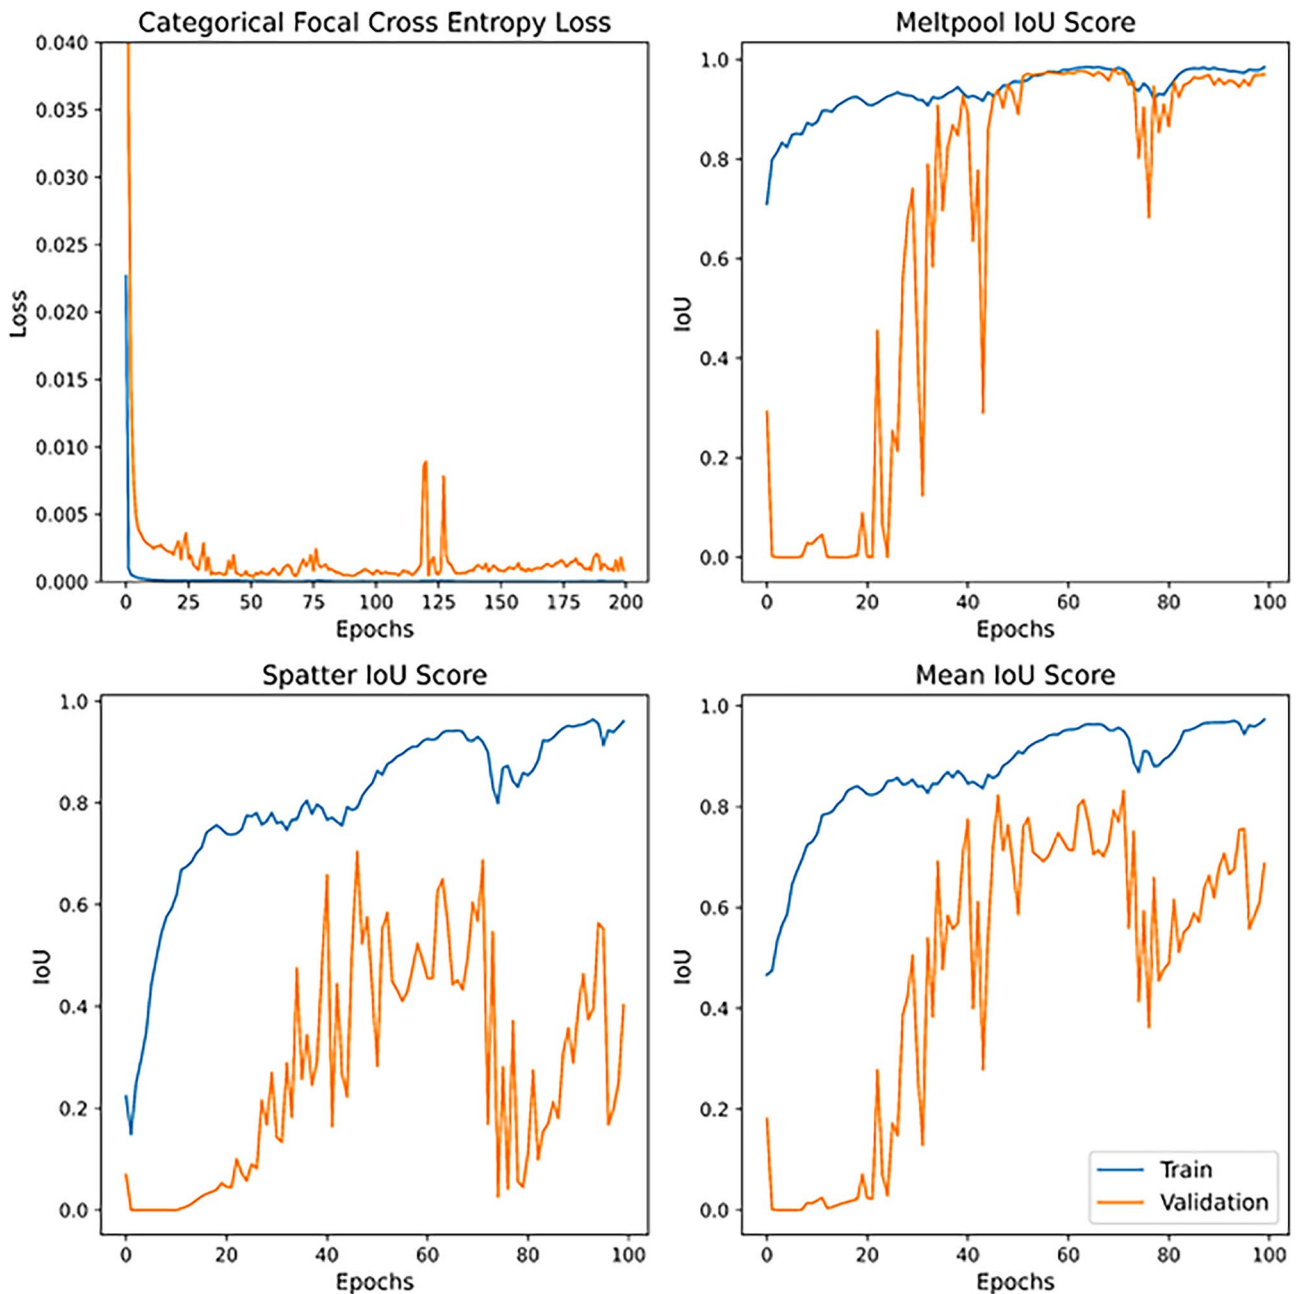 Categorical Focal Cross Entropy Loss
0.040
0.035
0.030
0.025
0.020
0.015
0.010
0.005
0.000
Loss
0 25 50 75 100 125 150 175 200
Epochs
Meltpool IoU Score
1.0
0.8
0.6
0.4
0.2
0.0
IoU
0 20 40 60 80 100
Epochs
Spatter IoU Score
1.0
0.8
0.6
0.4
0.2
0.0
IoU
0 20 40 60 80 100
Epochs
Mean IoU Score
1.0
0.8
0.6
0.4
0.2
0.0
IoU
Train
Validation
0 20 40 60 80 100
Epochs